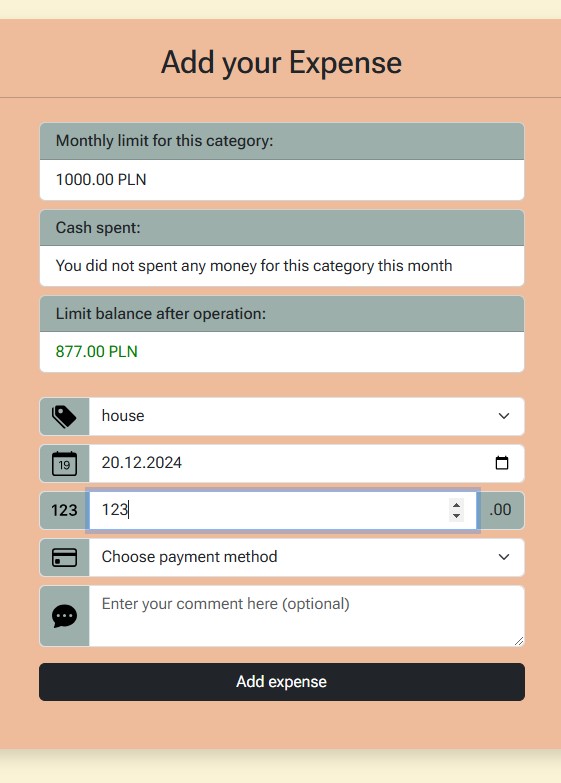 Add your Expense
Monthly limit for this category:
1000.00 PLN
Cash spent:
You did not spent any money for this category this month
Limit balance after operation:
877.00 PLN
house
19 20.12.2024
123 123 .00
Choose payment method
Enter your comment here (optional)
Add expense